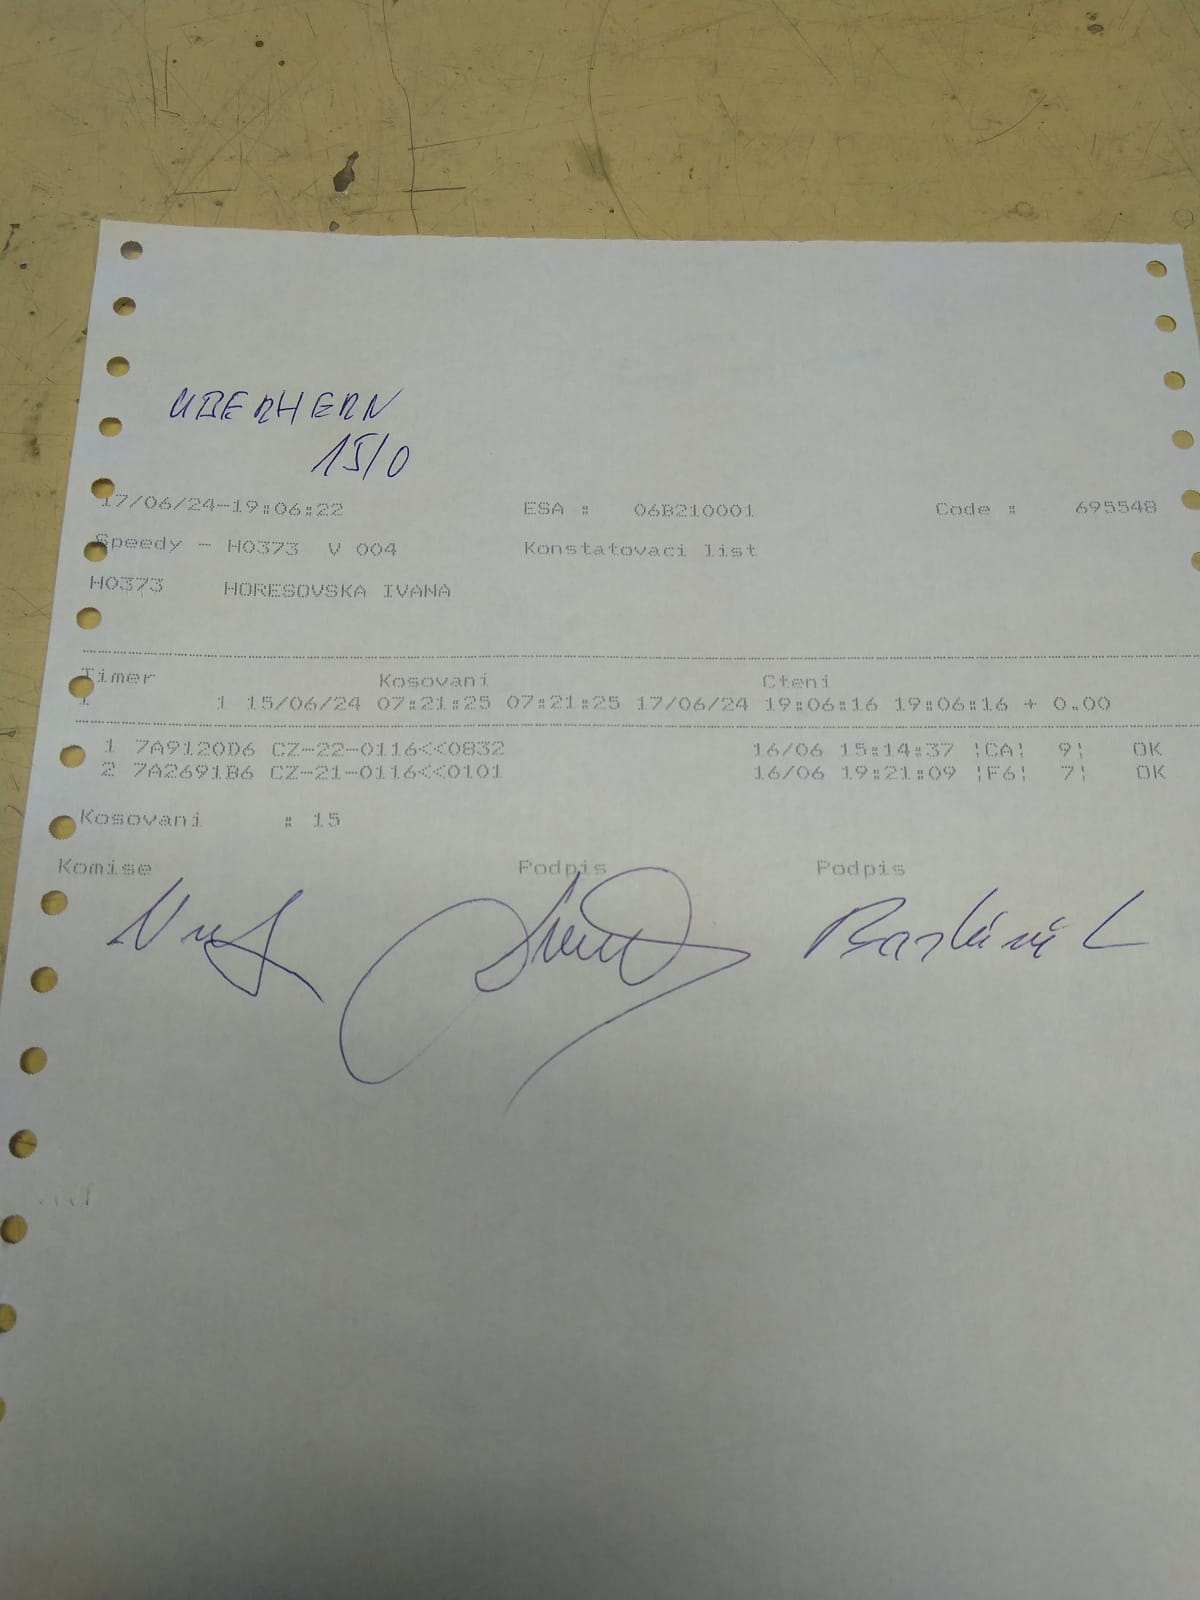 UBERHERN
15/0
17/06/24-19:06:22 ESA : 06B210001 Code : 695548
Speedy - H0373 V 004 Konstatovaci list
H0373 HORESOVSKA IVANA
Timer Kosovani Cteni
1 1 15/06/24 07:21:25 07:21:25 17/06/24 19:06:16 19:06:16 + 0.00
1 7A9120D6 CZ-22-0116<<0832 16/06 15:14:37 ¦CA¦ 9¦ OK
2 7A2691B6 CZ-21-0116<<0101 16/06 19:21:09 ¦F6¦ 7¦ OK
Kosovani : 15
Komise Podpis Podpis